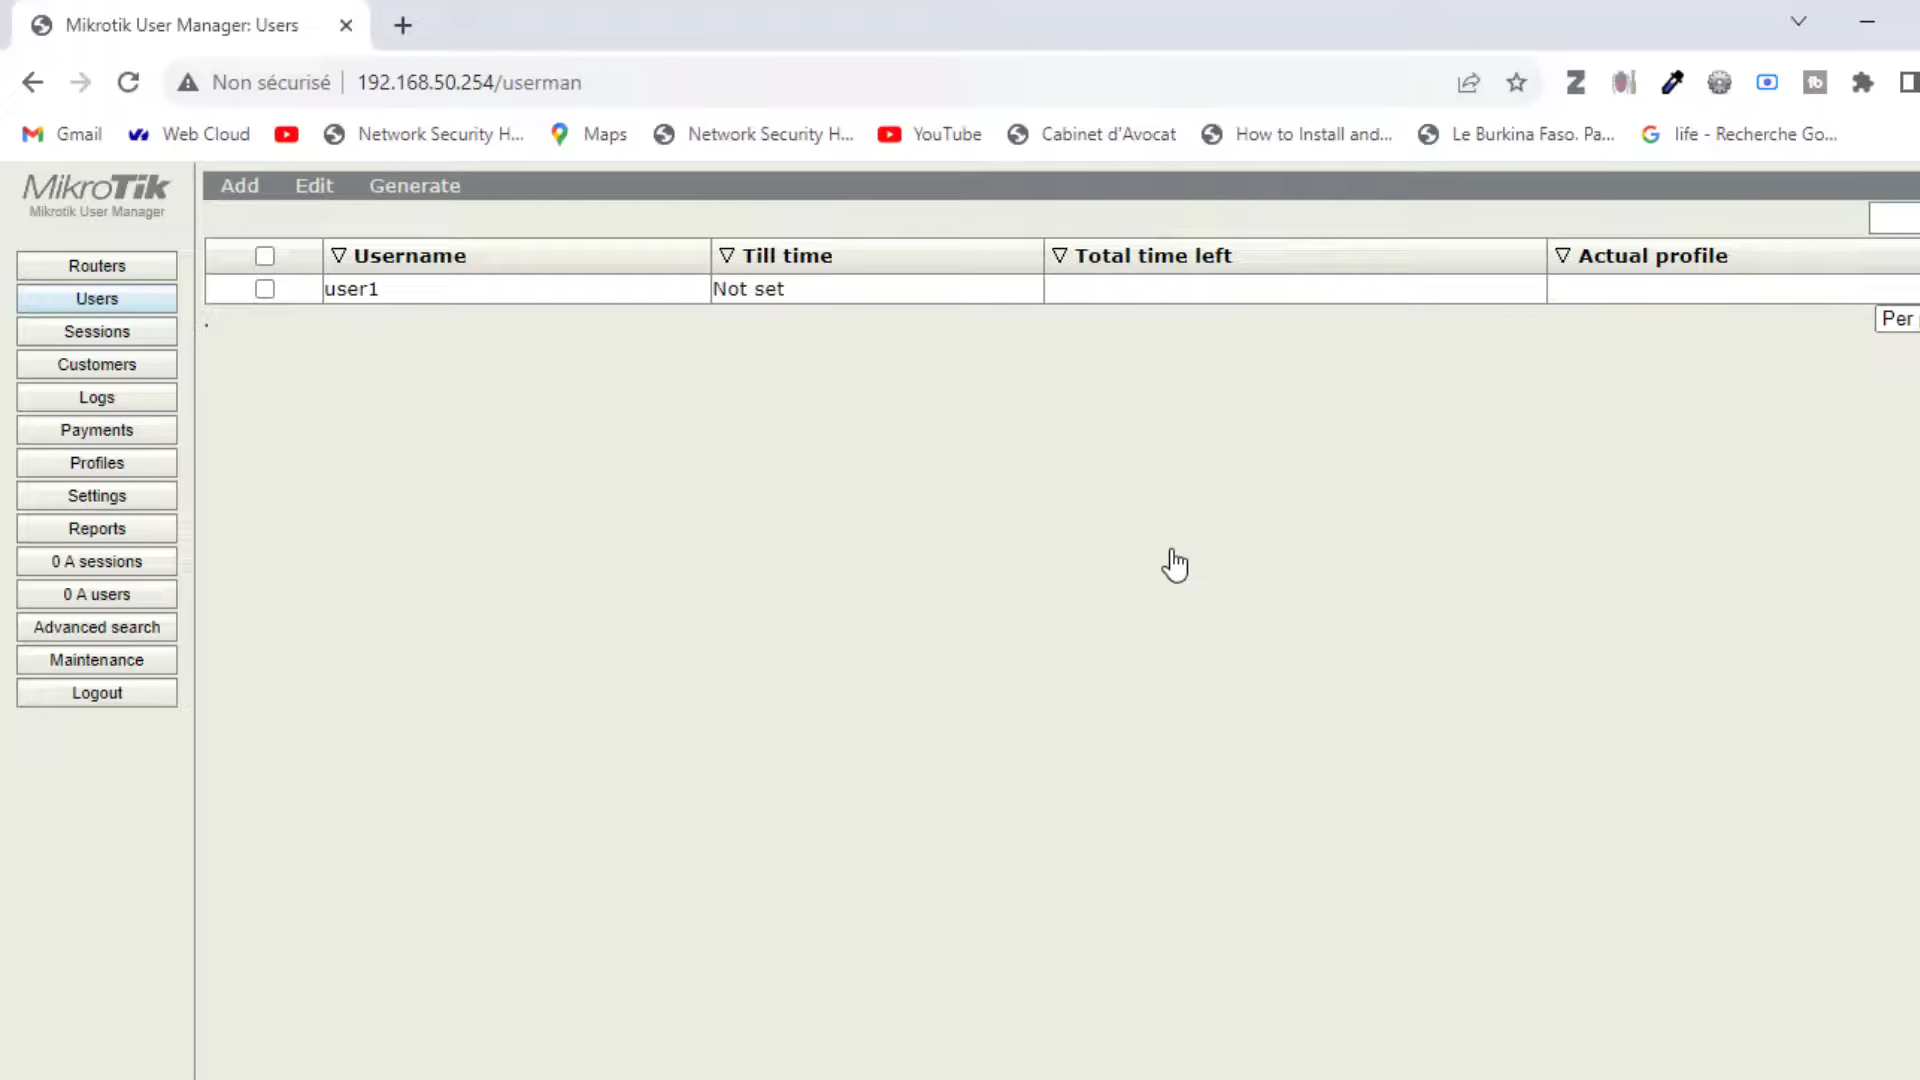 Mikrotik User Manager: Users
Non sécurisé 192.168.50.254/userman
Gmail Web Cloud Network Security H... Maps Network Security H... YouTube Cabinet d'Avocat How to Install and... Le Burkina Faso. Pa... life - Recherche Go...
MikroTik
Mikrotik User Manager
Add Edit Generate
Username Till time Total time left Actual profile
user1 Not set
Per
Routers
Users
Sessions
Customers
Logs
Payments
Profiles
Settings
Reports
0 A sessions
0 A users
Advanced search
Maintenance
Logout